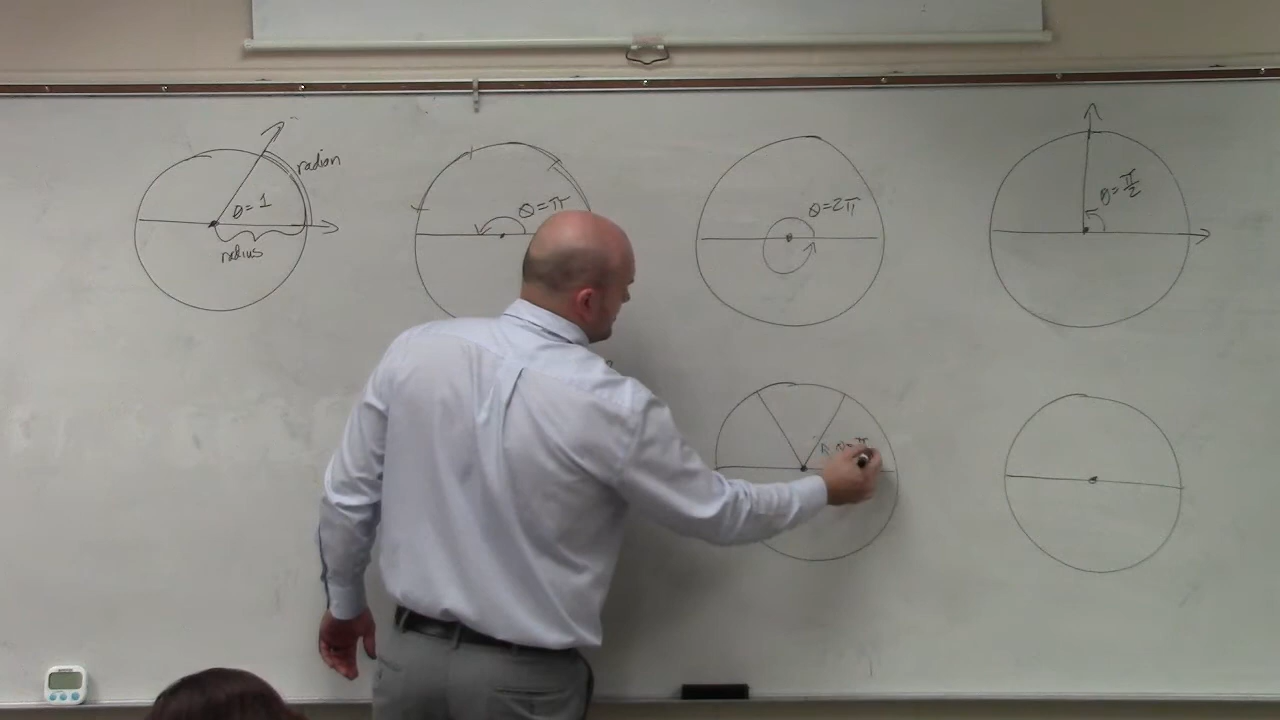 radian
θ = 1
radius
θ = π
θ = 2π
θ = π/2
θ = π